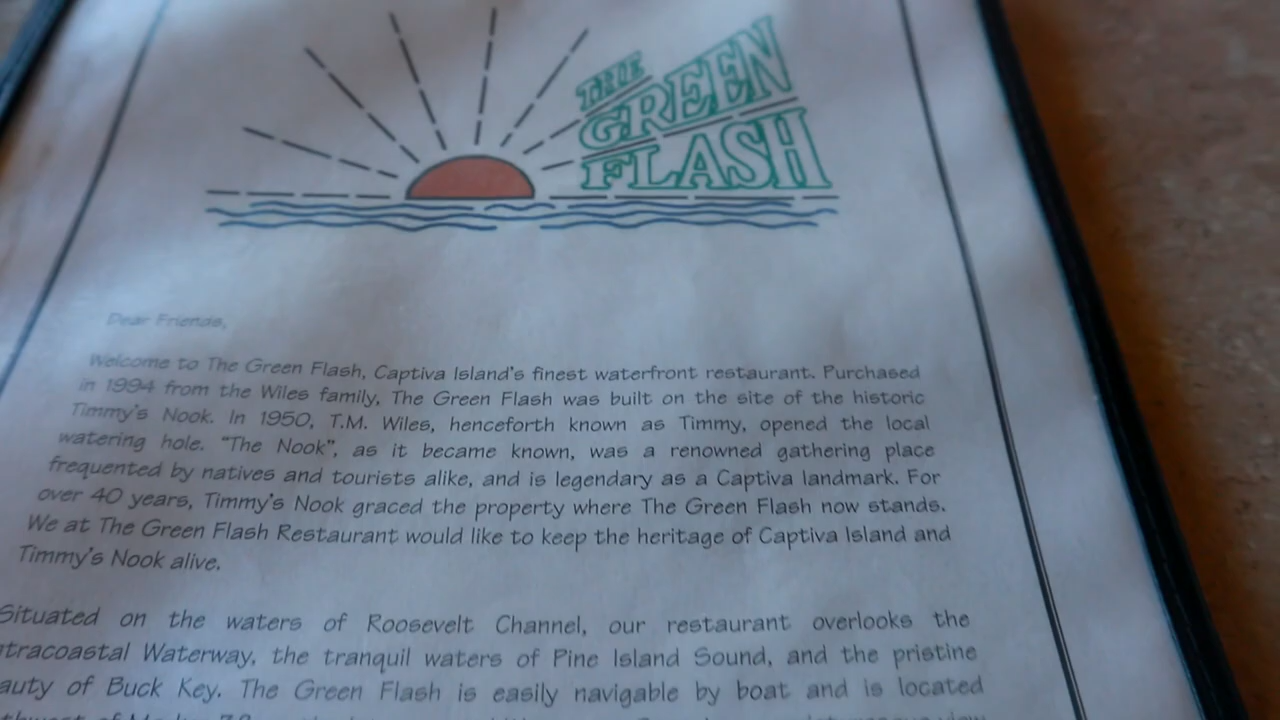 THE
GREEN
FLASH
Dear Friends,
Welcome to The Green Flash, Captiva Island's finest waterfront restaurant. Purchased
in 1994 from the Wiles family, The Green Flash was built on the site of the historic
Timmy's Nook. In 1950, T.M. Wiles, henceforth known as Timmy, opened the local
watering hole. "The Nook", as it became known, was a renowned gathering place
frequented by natives and tourists alike, and is legendary as a Captiva landmark. For
over 40 years, Timmy's Nook graced the property where The Green Flash now stands.
We at The Green Flash Restaurant would like to keep the heritage of Captiva Island and
Timmy's Nook alive.
Situated on the waters of Roosevelt Channel, our restaurant overlooks the
tracoastal Waterway, the tranquil waters of Pine Island Sound, and the pristine
auty of Buck Key. The Green Flash is easily navigable by boat and is located